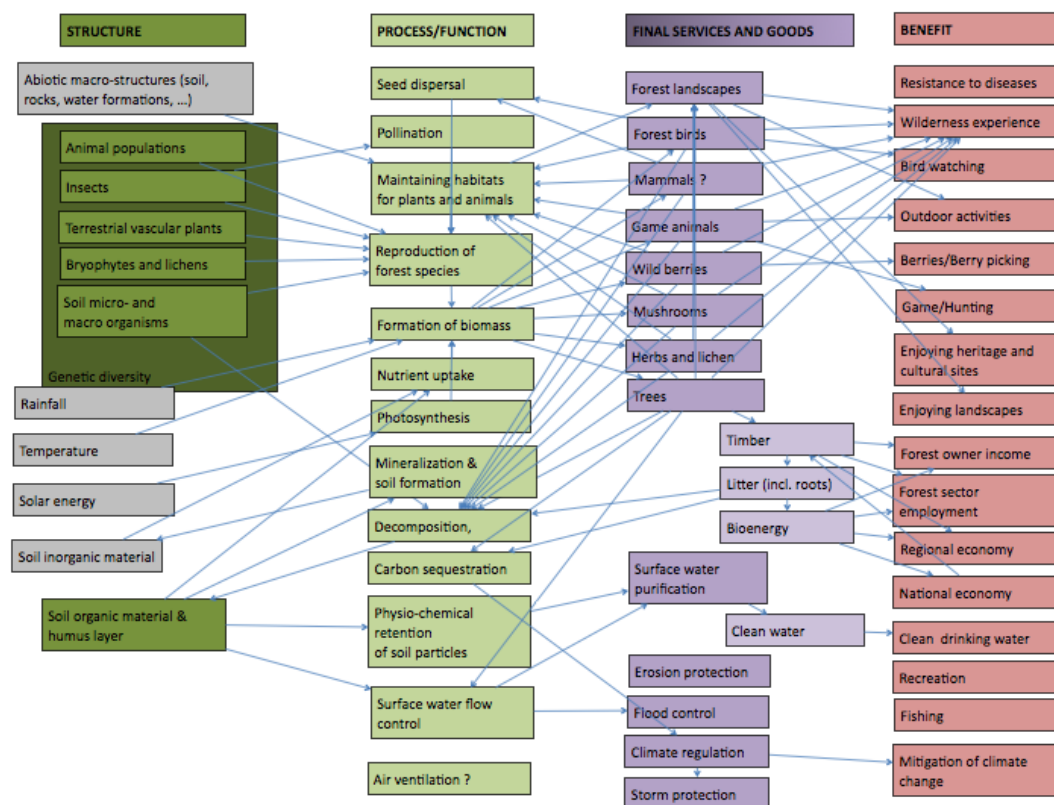 STRUCTURE
Abiotic macro-structures (soil,
rocks, water formations, ...)
Animal populations
Insects
Terrestrial vascular plants
Bryophytes and lichens
Soil micro- and
macro organisms
Genetic diversity
Rainfall
Temperature
Solar energy
Soil inorganic material
Soil organic material &
humus layer
PROCESS/FUNCTION
Seed dispersal
Pollination
Maintaining habitats
for plants and animals
Reproduction of
forest species
Formation of biomass
Nutrient uptake
Photosynthesis
Mineralization &
soil formation
Decomposition,
Carbon sequestration
Physio-chemical
retention
of soil particles
Surface water flow
control
Air ventilation ?
FINAL SERVICES AND GOODS
Forest landscapes
Forest birds
Mammals ?
Game animals
Wild berries
Mushrooms
Herbs and lichen
Trees
Timber
Litter (incl. roots)
Bioenergy
Surface water
purification
Clean water
Erosion protection
Flood control
Climate regulation
Storm protection
BENEFIT
Resistance to diseases
Wilderness experience
Bird watching
Outdoor activities
Berries/Berry picking
Game/Hunting
Enjoying heritage and
cultural sites
Enjoying landscapes
Forest owner income
Forest sector
employment
Regional economy
National economy
Clean drinking water
Recreation
Fishing
Mitigation of climate
change